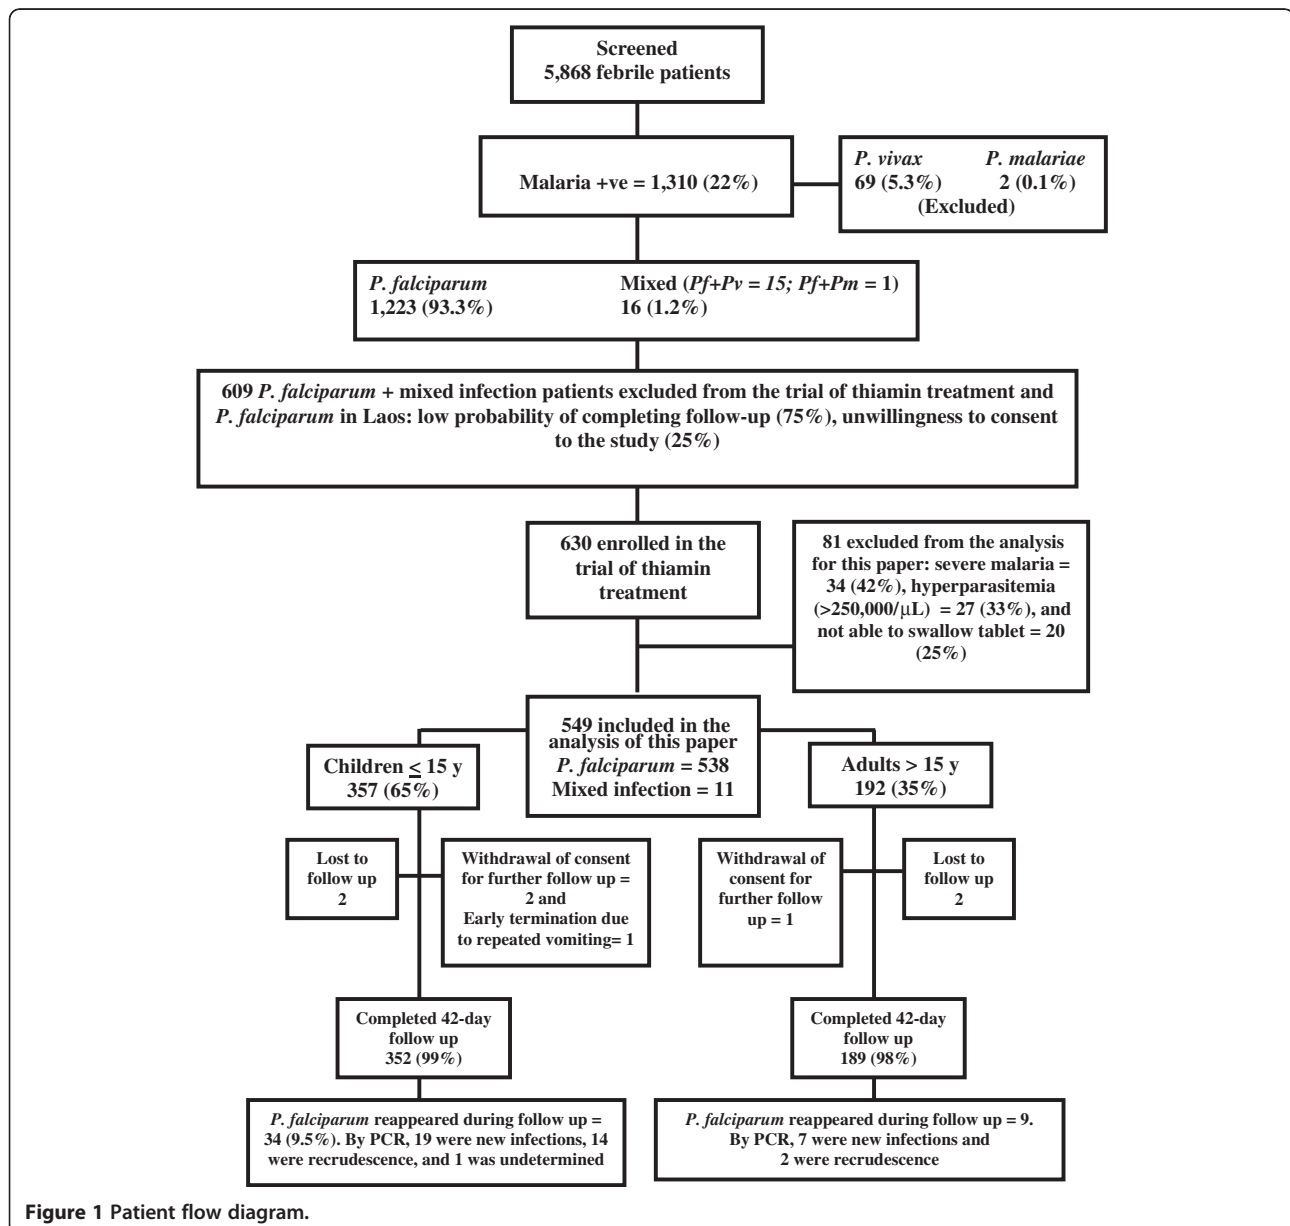 Screened
5,868 febrile patients
Malaria +ve = 1,310 (22%)
P. vivax P. malariae
69 (5.3%) 2 (0.1%)
(Excluded)
P. falciparum Mixed (Pf+Pv = 15; Pf+Pm = 1)
1,223 (93.3%) 16 (1.2%)
609 P. falciparum + mixed infection patients excluded from the trial of thiamin treatment and
P. falciparum in Laos: low probability of completing follow-up (75%), unwillingness to consent
to the study (25%)
630 enrolled in the
trial of thiamin
treatment
81 excluded from the analysis
for this paper: severe malaria =
34 (42%), hyperparasitemia
(>250,000/μL) = 27 (33%), and
not able to swallow tablet = 20
(25%)
549 included in the
analysis of this paper
P. falciparum = 538
Mixed infection = 11
Children ≤ 15 y
357 (65%)
Adults > 15 y
192 (35%)
Lost to
follow up
2
Withdrawal of consent
for further follow up =
2 and
Early termination due
to repeated vomiting= 1
Withdrawal of
consent for
further follow
up = 1
Lost to
follow up
2
Completed 42-day
follow up
352 (99%)
Completed 42-day
follow up
189 (98%)
P. falciparum reappeared during follow up =
34 (9.5%). By PCR, 19 were new infections, 14
were recrudescence, and 1 was undetermined
P. falciparum reappeared during follow up = 9.
By PCR, 7 were new infections and
2 were recrudescence
Figure 1 Patient flow diagram.